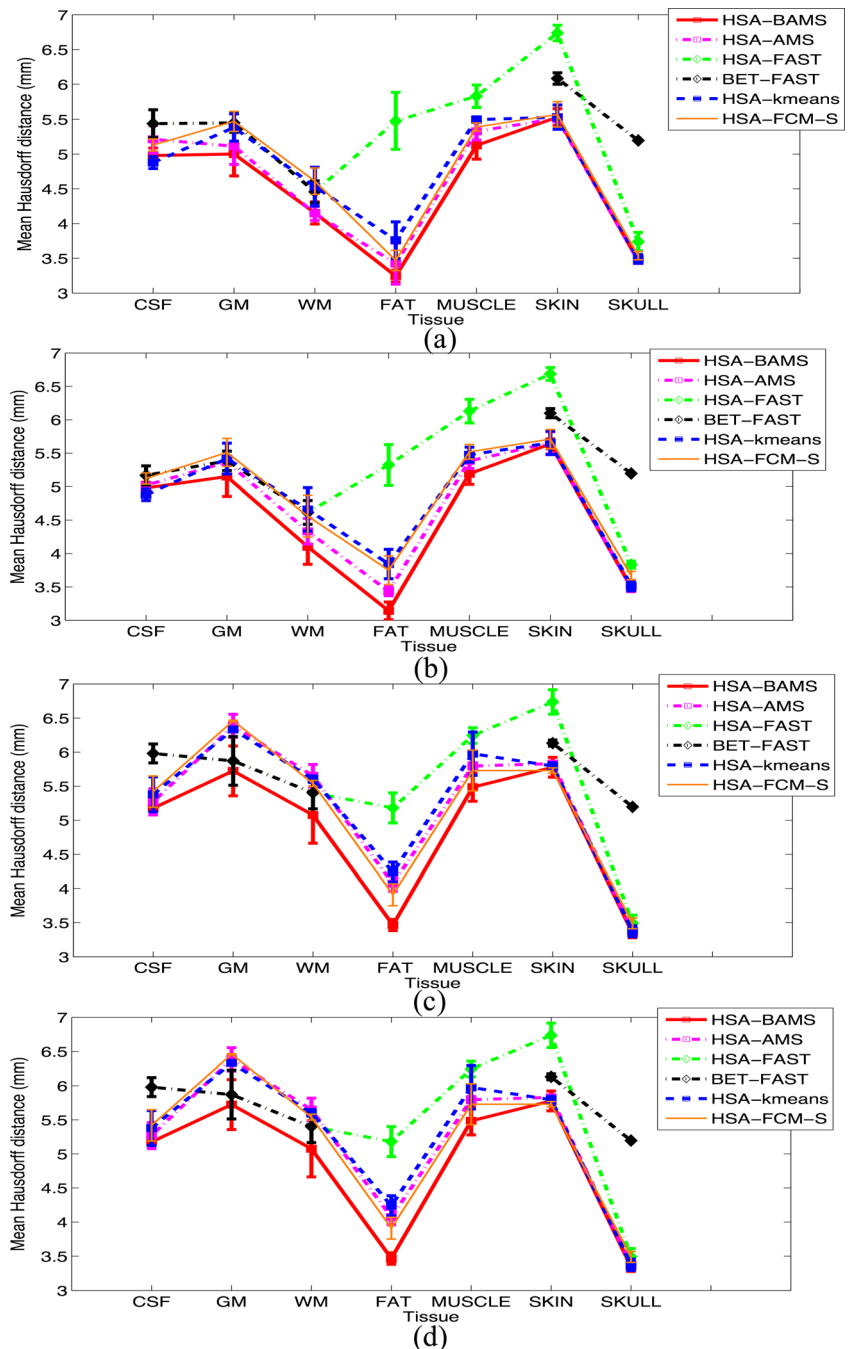 HSA-BAMS
HSA-AMS
HSA-FAST
BET-FAST
HSA-kmeans
HSA-FCM-S
Mean Hausdorff distance (mm)
7
6.5
6
5.5
5
4.5
4
3.5
3
CSF GM WM FAT MUSCLE SKIN SKULL
Tissue
(a)
HSA-BAMS
HSA-AMS
HSA-FAST
BET-FAST
HSA-kmeans
HSA-FCM-S
Mean Hausdorff distance (mm)
7
6.5
6
5.5
5
4.5
4
3.5
3
CSF GM WM FAT MUSCLE SKIN SKULL
Tissue
(b)
HSA-BAMS
HSA-AMS
HSA-FAST
BET-FAST
HSA-kmeans
HSA-FCM-S
Mean Hausdorff distance (mm)
7
6.5
6
5.5
5
4.5
4
3.5
3
CSF GM WM FAT MUSCLE SKIN SKULL
Tissue
(c)
HSA-BAMS
HSA-AMS
HSA-FAST
BET-FAST
HSA-kmeans
HSA-FCM-S
Mean Hausdorff distance (mm)
7
6.5
6
5.5
5
4.5
4
3.5
3
CSF GM WM FAT MUSCLE SKIN SKULL
Tissue
(d)